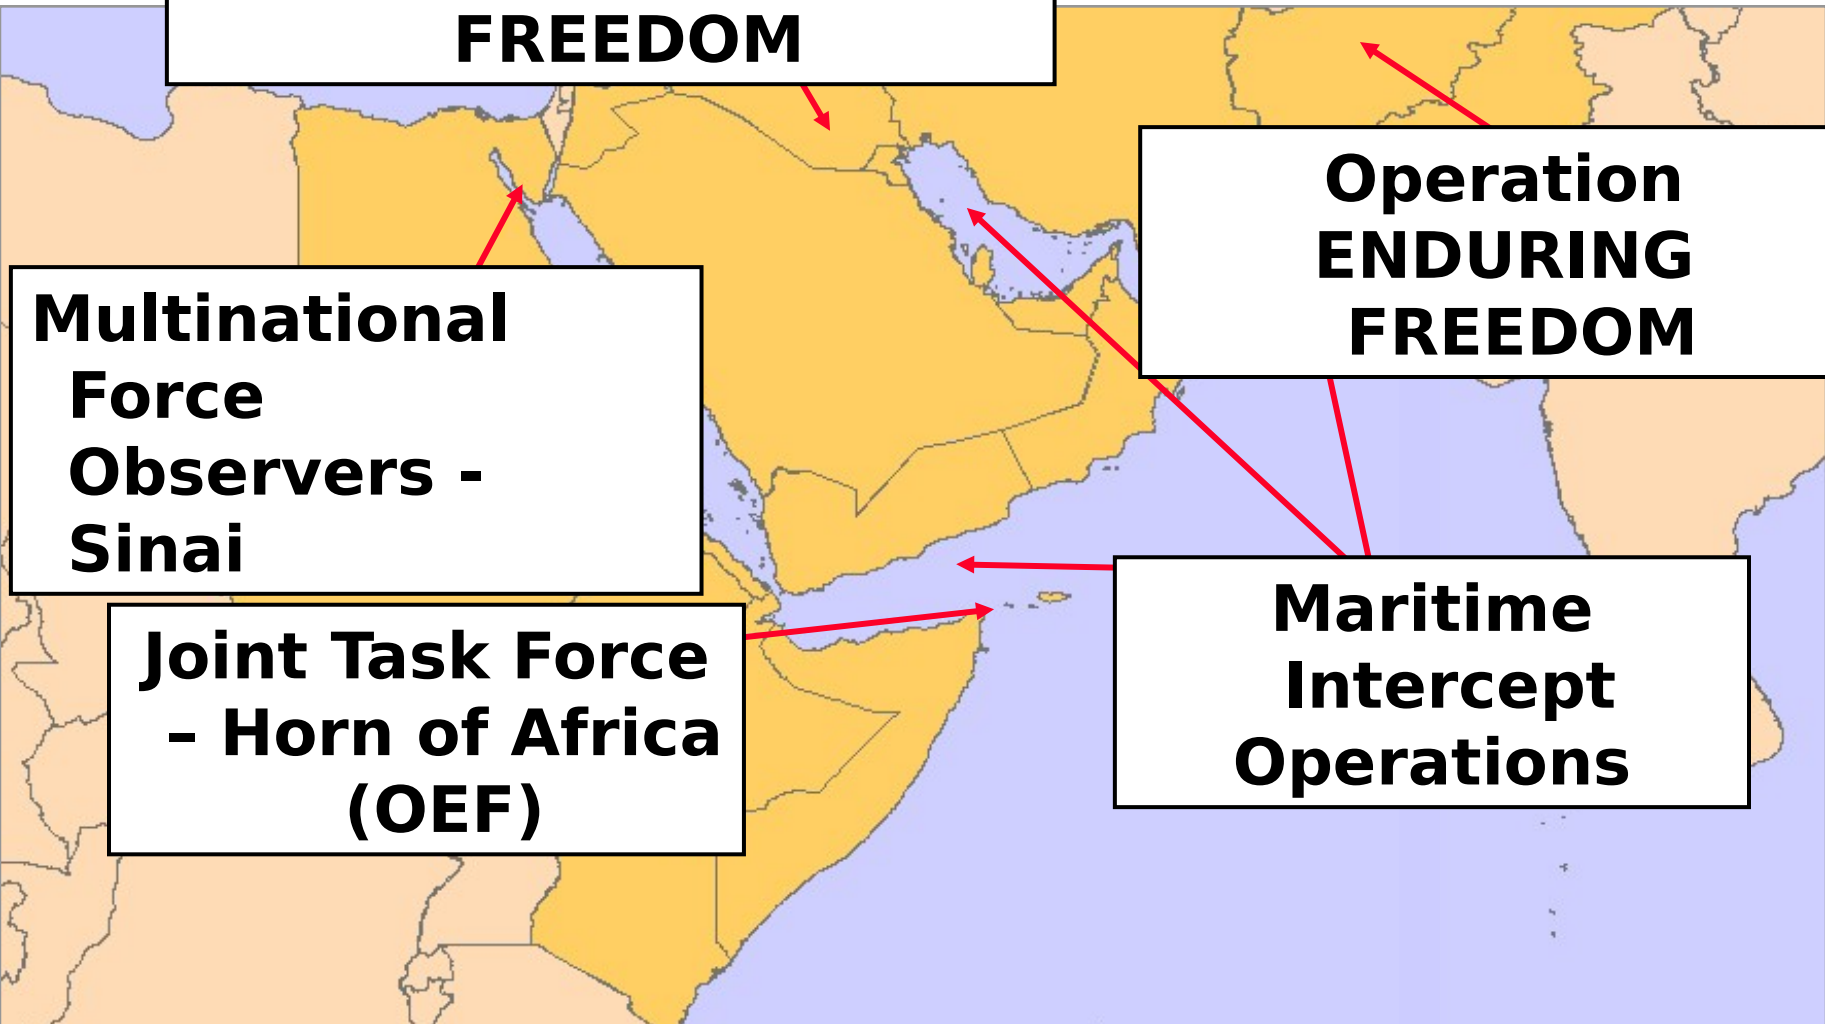 FREEDOM
Operation
ENDURING
FREEDOM
Multinational
Force
Observers -
Sinai
Joint Task Force
– Horn of Africa
(OEF)
Maritime
Intercept
Operations